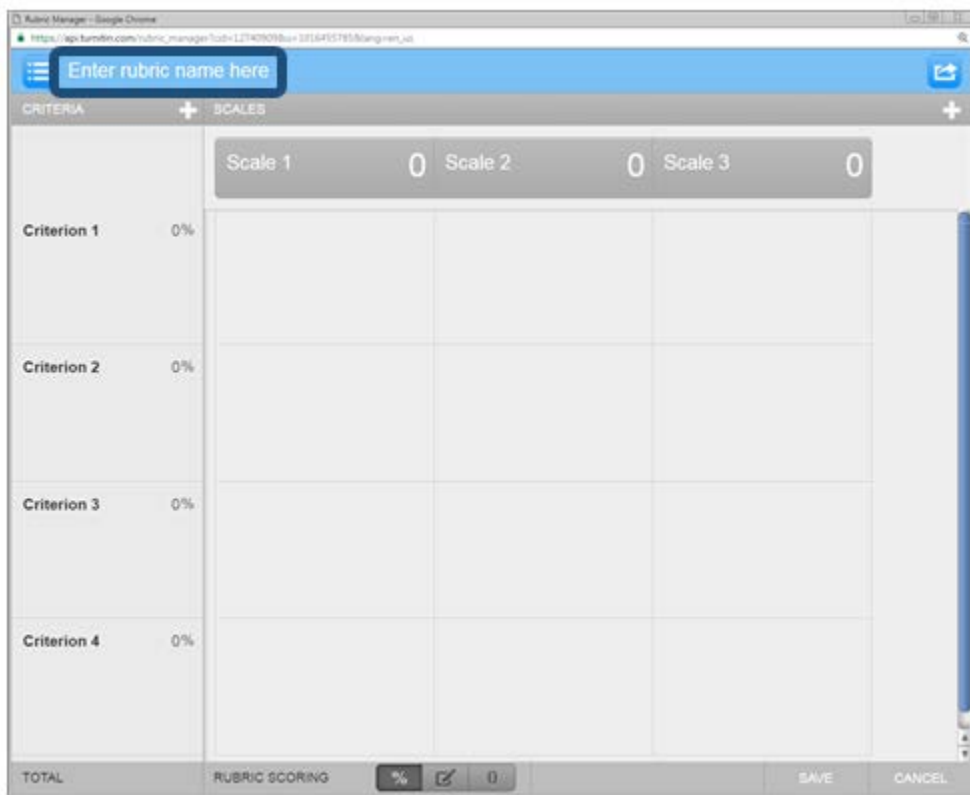 Rubric Manager - Google Chrome
Enter rubric name here
CRITERIA
SCALES
Scale 1 0 Scale 2 0 Scale 3 0
Criterion 1 0%
Criterion 2 0%
Criterion 3 0%
Criterion 4 0%
TOTAL RUBRIC SCORING % 0 SAVE CANCEL